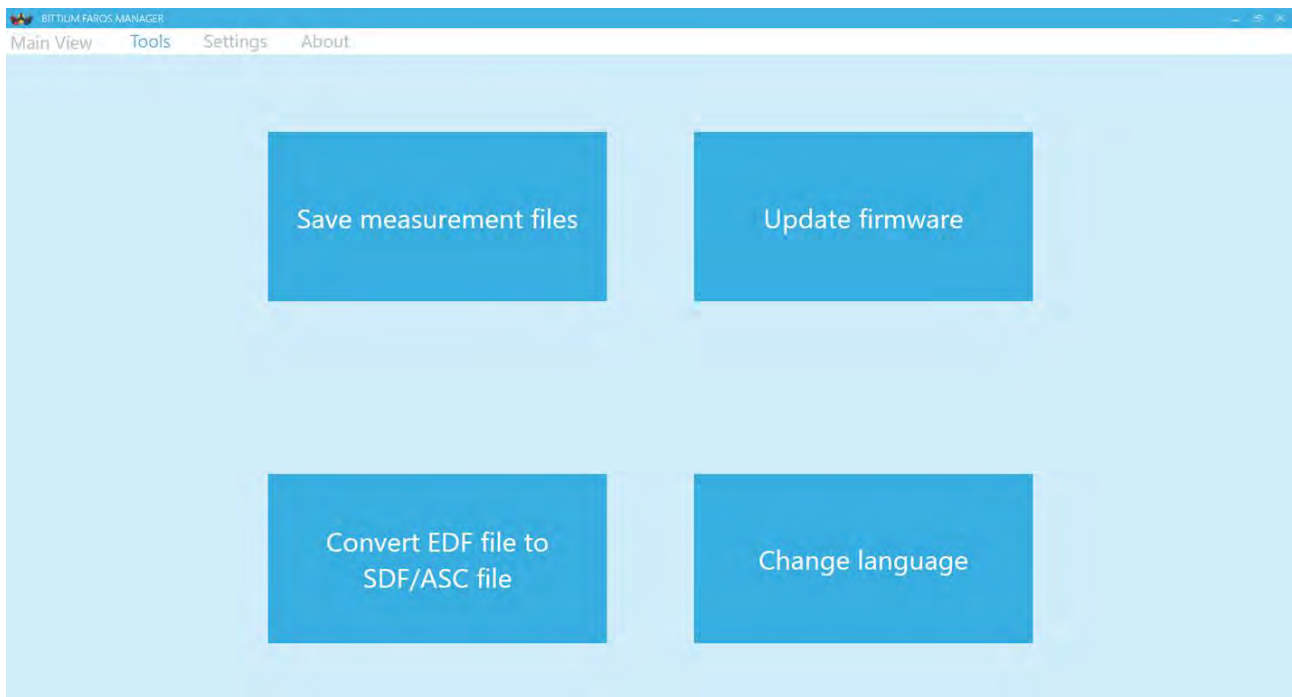 BITTIUM FAROS MANAGER
Main View Tools Settings About
Save measurement files
Update firmware
Convert EDF file to
SDF/ASC file
Change language